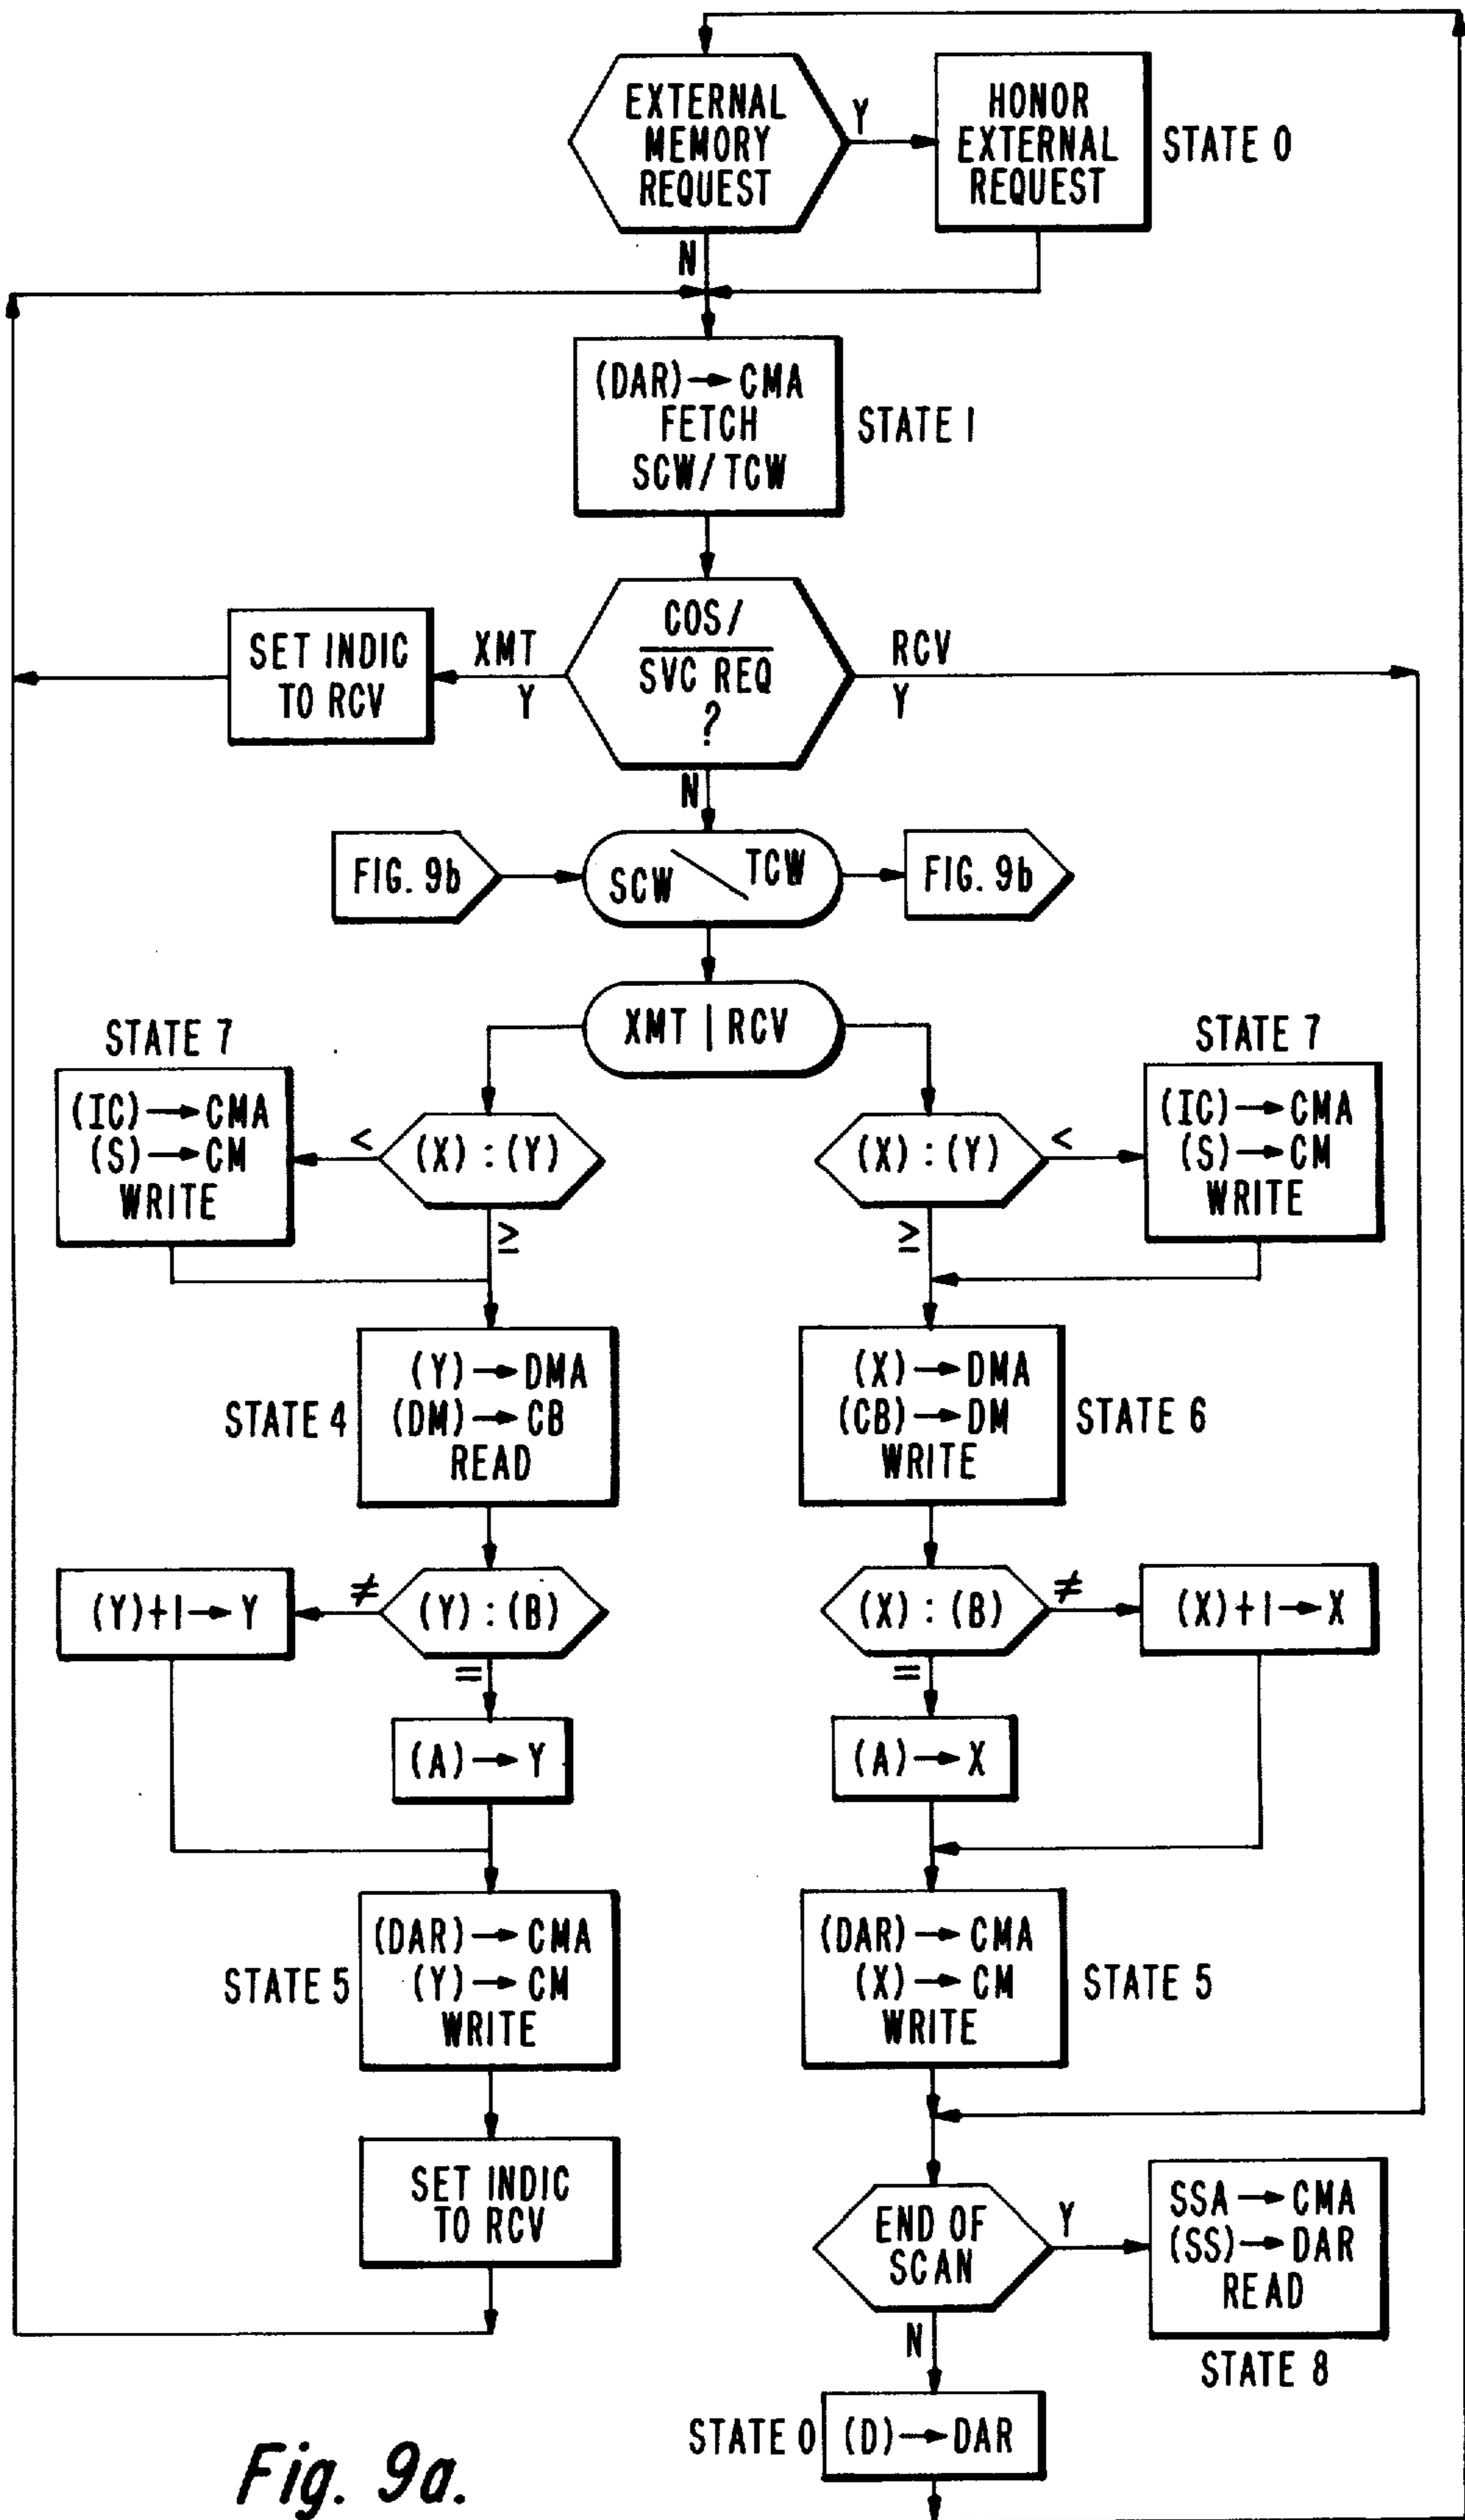 EXTERNAL
MEMORY
REQUEST
Y
HONOR
EXTERNAL
REQUEST
STATE 0
N
(DAR)→CMA
FETCH
SCW/TCW
STATE 1
SET INDIC
TO RCV
XMT
Y
COS/
SVC REQ
?
RCV
Y
N
FIG. 9b
SCW \ TCW
FIG. 9b
XMT | RCV
STATE 7
(IC)→CMA
(S)→CM
WRITE
<
(X) : (Y)
≥
(X) : (Y)
<
≥
STATE 7
(IC)→CMA
(S)→CM
WRITE
STATE 4
(Y)→DMA
(DM)→CB
READ
(X)→DMA
(CB)→DM
WRITE
STATE 6
(Y)+1→Y
≠
(Y) : (B)
=
(X) : (B)
≠
=
(X)+1→X
(A)→Y
(A)→X
STATE 5
(DAR)→CMA
(Y)→CM
WRITE
(DAR)→CMA
(X)→CM
WRITE
STATE 5
SET INDIC
TO RCV
END OF
SCAN
Y
N
SSA→CMA
(SS)→DAR
READ
STATE 8
STATE 0
(D)→DAR
Fig. 9a.